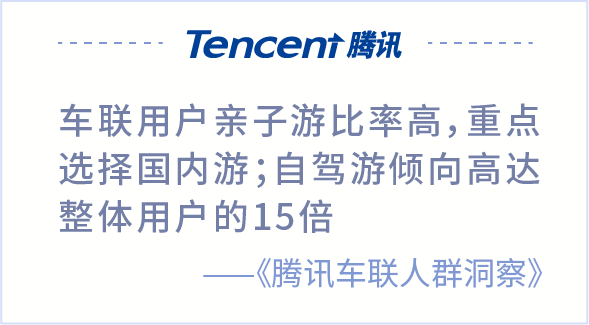 Tencent 腾讯
车联用户亲子游比率高，重点
选择国内游；自驾游倾向高达
整体用户的15倍
——《腾讯车联人群洞察》